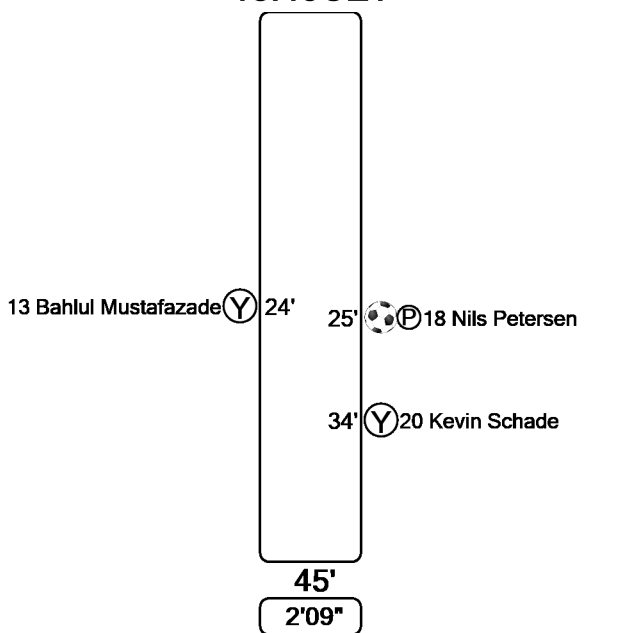 13 Bahlul Mustafazade Y 24'
25' P 18 Nils Petersen
34' Y 20 Kevin Schade
45'
2'09"